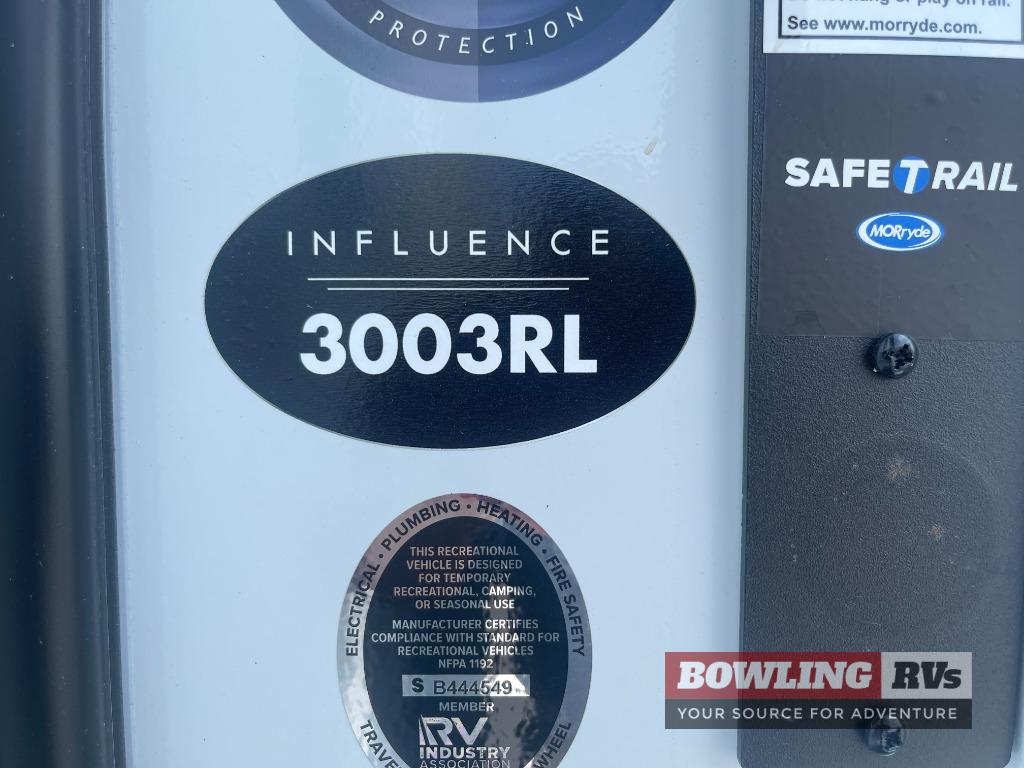 PROTECTION
See www.morryde.com.
SAFETRAIL
MORryde
INFLUENCE
3003RL
ELECTRICAL • PLUMBING • HEATING • FIRE SAFETY
THIS RECREATIONAL
VEHICLE IS DESIGNED
FOR TEMPORARY
RECREATIONAL, CAMPING,
OR SEASONAL USE
MANUFACTURER CERTIFIES
COMPLIANCE WITH STANDARD FOR
RECREATIONAL VEHICLES
NFPA 1192
S B444549
MEMBER
RV
INDUSTRY
ASSOCIATION
WHEEL
BOWLING RVs
YOUR SOURCE FOR ADVENTURE